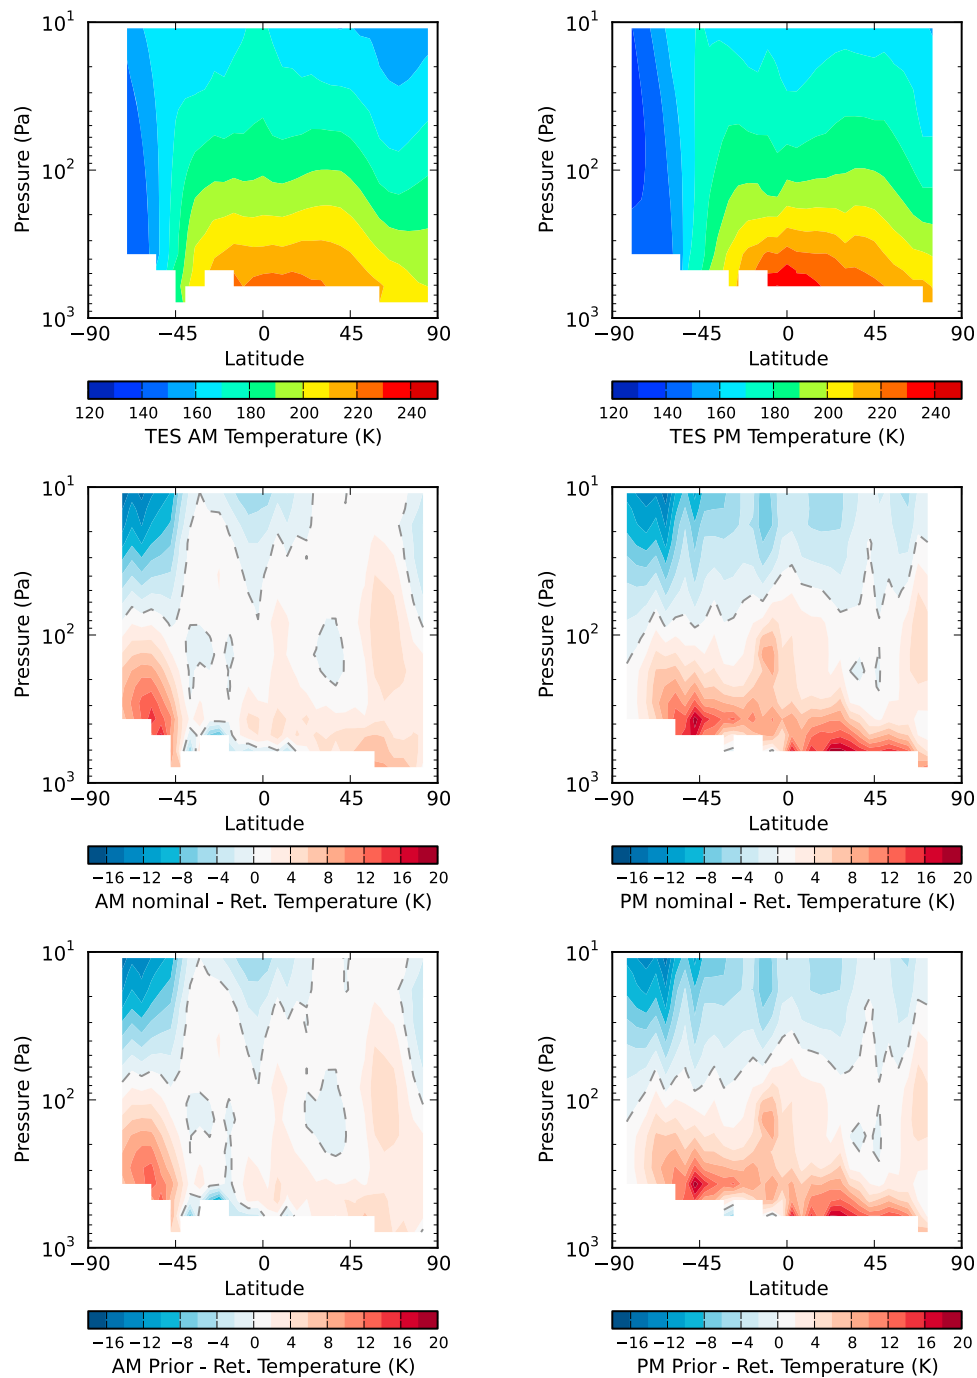 10¹
10²
10³
Pressure (Pa)
−90 −45 0 45 90
Latitude
120 140 160 180 200 220 240
TES AM Temperature (K)
10¹
10²
10³
Pressure (Pa)
−90 −45 0 45 90
Latitude
120 140 160 180 200 220 240
TES PM Temperature (K)
10¹
10²
10³
Pressure (Pa)
−90 −45 0 45 90
Latitude
−16 −12 −8 −4 0 4 8 12 16 20
AM nominal - Ret. Temperature (K)
10¹
10²
10³
Pressure (Pa)
−90 −45 0 45 90
Latitude
−16 −12 −8 −4 0 4 8 12 16 20
PM nominal - Ret. Temperature (K)
10¹
10²
10³
Pressure (Pa)
−90 −45 0 45 90
Latitude
−16 −12 −8 −4 0 4 8 12 16 20
AM Prior - Ret. Temperature (K)
10¹
10²
10³
Pressure (Pa)
−90 −45 0 45 90
Latitude
−16 −12 −8 −4 0 4 8 12 16 20
PM Prior - Ret. Temperature (K)